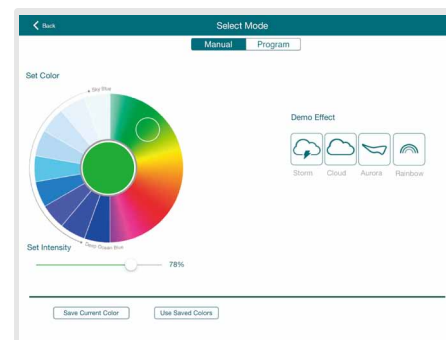 Back
Select Mode
Manual Program
Set Color
Sky Blue
Demo Effect
Storm Cloud Aurora Rainbow
Deep Ocean Blue
Set Intensity
78%
Save Current Color Use Saved Colors